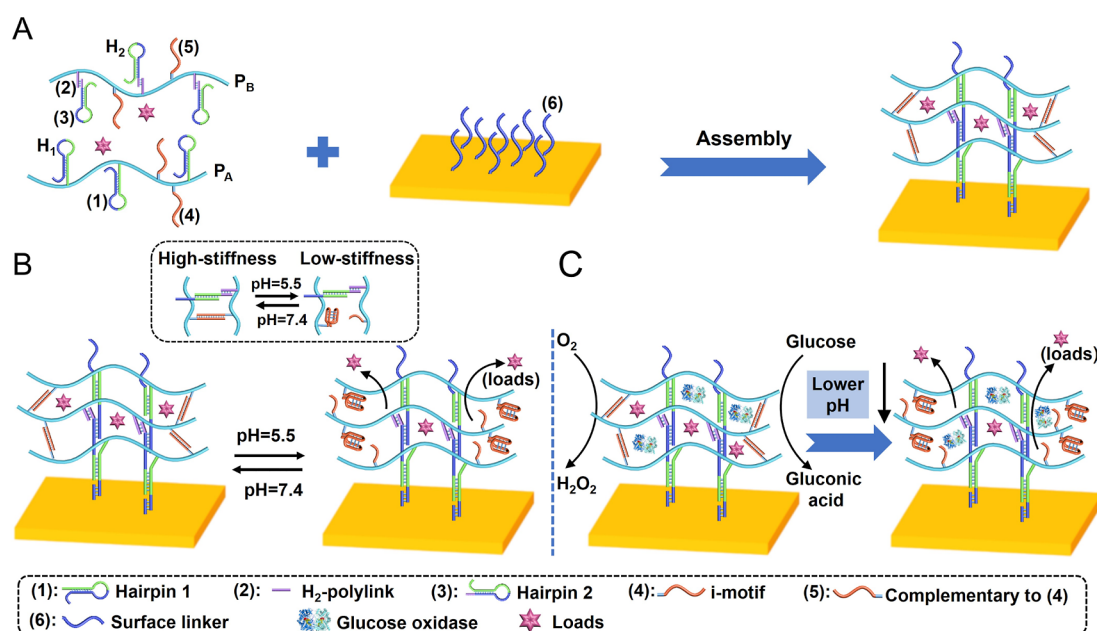 A
H₂
(5)
(2)
P_B
(3)
H₁
P_A
(1)
(4)
(6)
Assembly
B
High-stiffness
Low-stiffness
pH=5.5
pH=7.4
(loads)
pH=5.5
pH=7.4
C
O₂
H₂O₂
Glucose
Lower
pH
Gluconic
acid
(loads)
(1): Hairpin 1 (2): H₂-polylink (3): Hairpin 2 (4): i-motif (5): Complementary to (4)
(6): Surface linker Glucose oxidase Loads